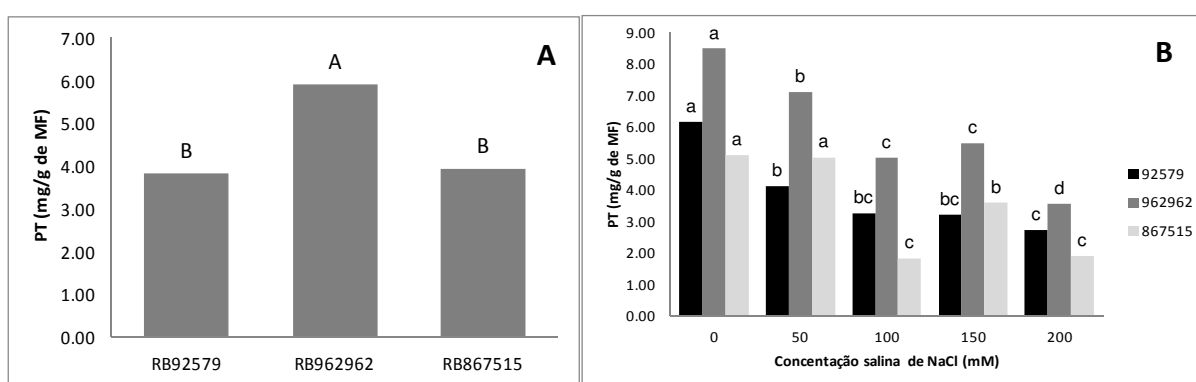 A
PT (mg/g de MF)
7.00
6.00
5.00
4.00
3.00
2.00
1.00
0.00
B
A
B
RB92579
RB962962
RB867515
B
PT (mg/g de MF)
9.00
8.00
7.00
6.00
5.00
4.00
3.00
2.00
1.00
0.00
a
a
a
b
b
a
bc
c
c
bc
c
b
c
d
c
0
50
100
150
200
Concentação salina de NaCl (mM)
92579
962962
867515